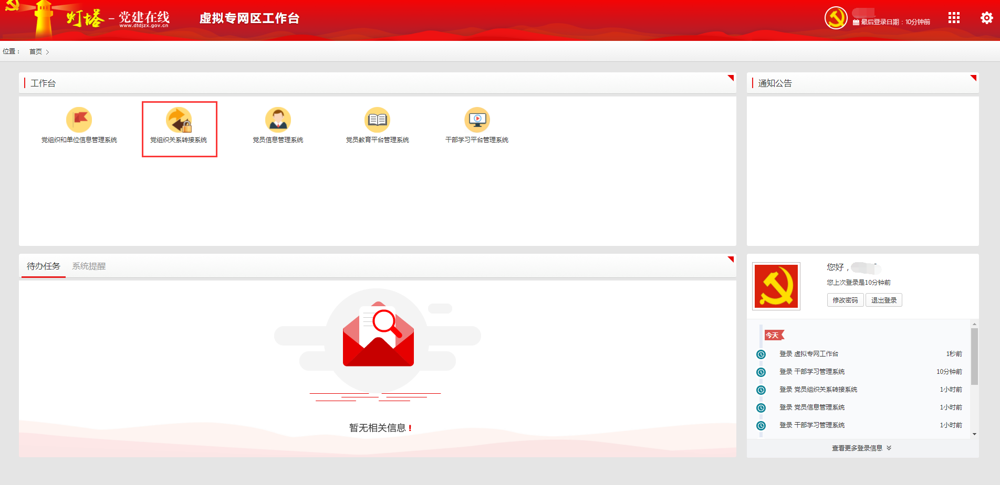 灯塔 - 党建在线
www.dtdjzx.gov.cn
虚拟专网区工作台
最后登录日期：10分钟前
位置： 首页
工作台
党组织和单位信息管理系统
党组织关系转接系统
党员信息管理系统
党员教育平台管理系统
干部学习平台管理系统
通知公告
待办任务 系统提醒
暂无相关信息！
您好，
您上次登录是10分钟前
修改密码 退出登录
今天
登录 虚拟专网工作台 1秒前
登录 干部学习管理系统 10分钟前
登录 党员组织关系转接系统 1小时前
登录 党员信息管理系统 1小时前
登录 干部学习管理系统 1小时前
查看更多登录信息